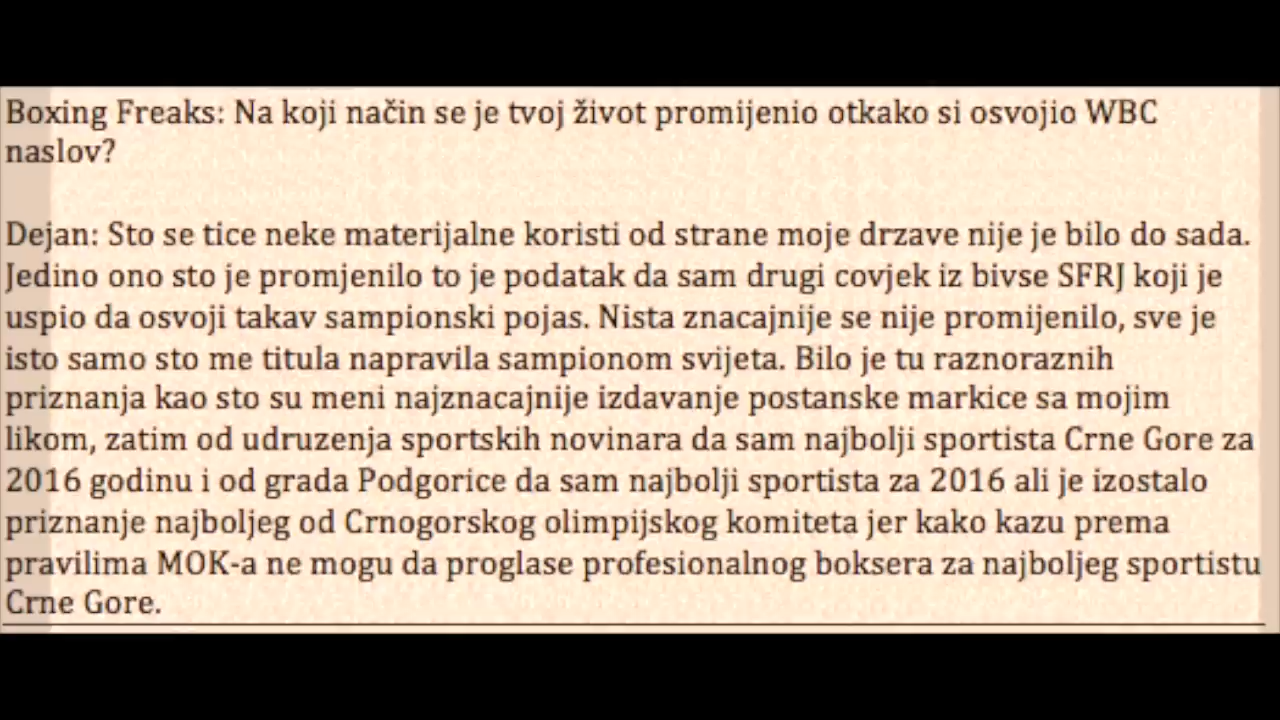 Boxing Freaks: Na koji način se je tvoj život promijenio otkako si osvojio WBC
naslov?
Dejan: Sto se tice neke materijalne koristi od strane moje drzave nije je bilo do sada.
Jedino ono sto je promjenilo to je podatak da sam drugi covjek iz bivse SFRJ koji je
uspio da osvoji takav sampionski pojas. Nista znacajnije se nije promijenilo, sve je
isto samo sto me titula napravila sampionom svijeta. Bilo je tu raznoraznih
priznanja kao sto su meni najznacajnije izdavanje postanske markice sa mojim
likom, zatim od udruzenja sportskih novinara da sam najbolji sportista Crne Gore za
2016 godinu i od grada Podgorice da sam najbolji sportista za 2016 ali je izostalo
priznanje najboljeg od Crnogorskog olimpijskog komiteta jer kako kazu prema
pravilima MOK-a ne mogu da proglase profesionalnog boksera za najboljeg sportistu
Crne Gore.